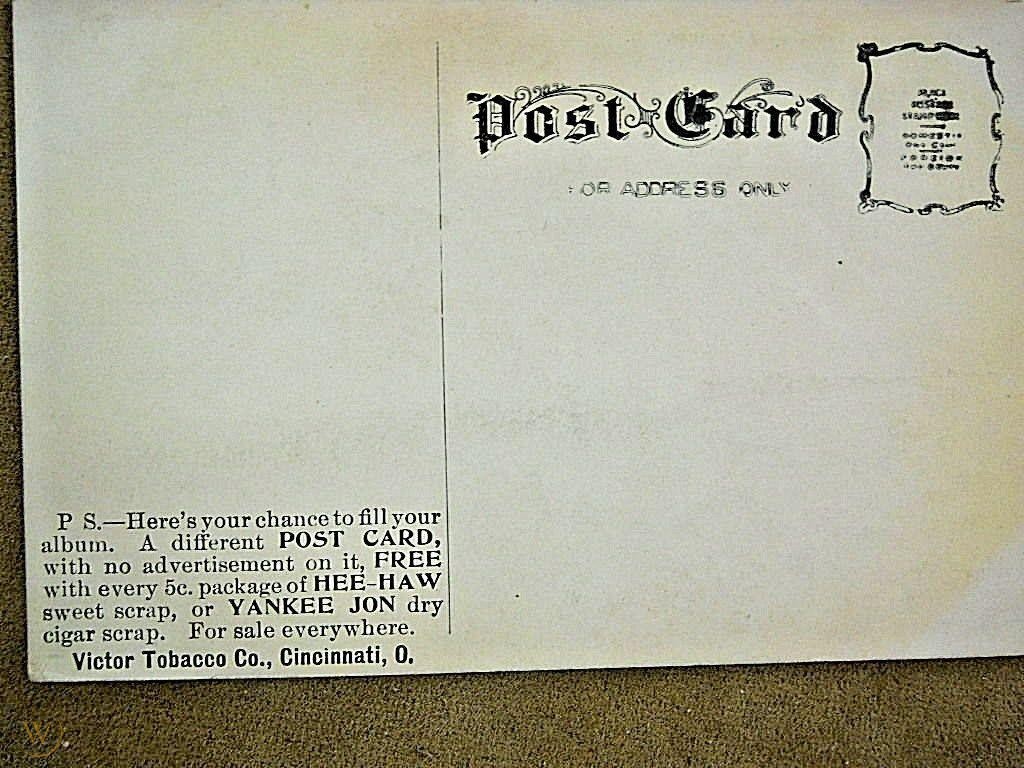 Post Card
OR ADDRESS ONLY
P S.—Here's your chance to fill your
album. A different POST CARD,
with no advertisement on it, FREE
with every 5c. package of HEE-HAW
sweet scrap, or YANKEE JON dry
cigar scrap. For sale everywhere.
Victor Tobacco Co., Cincinnati, O.